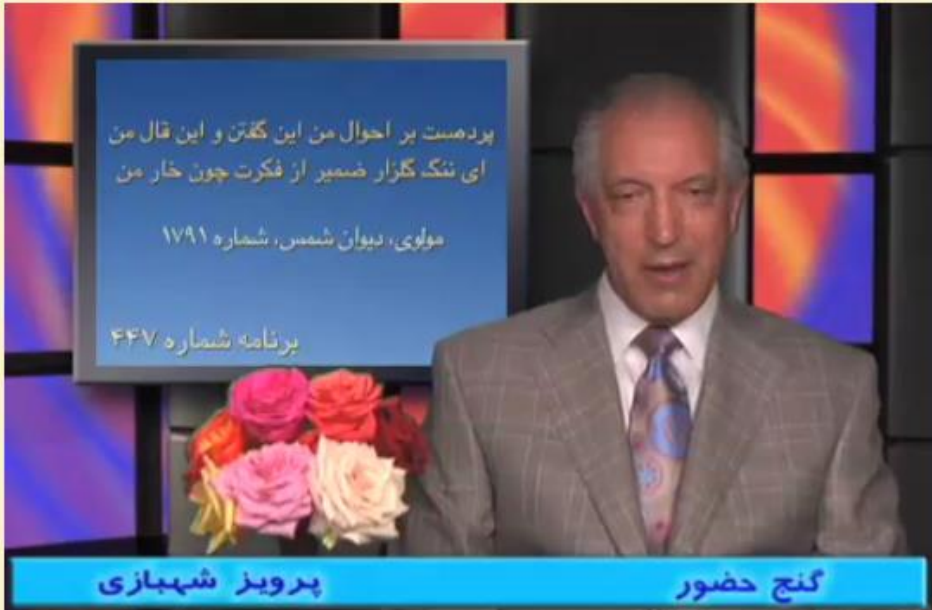 پردهست بر احوال من این گفتن و این قال من
ای ننگ گلزار ضمیر از فکرت چون خار من
مولوی، دیوان شمس، شماره ۱۷۹۱
برنامه شماره ۴۴۷
گنج حضور
پرویز شهبازی